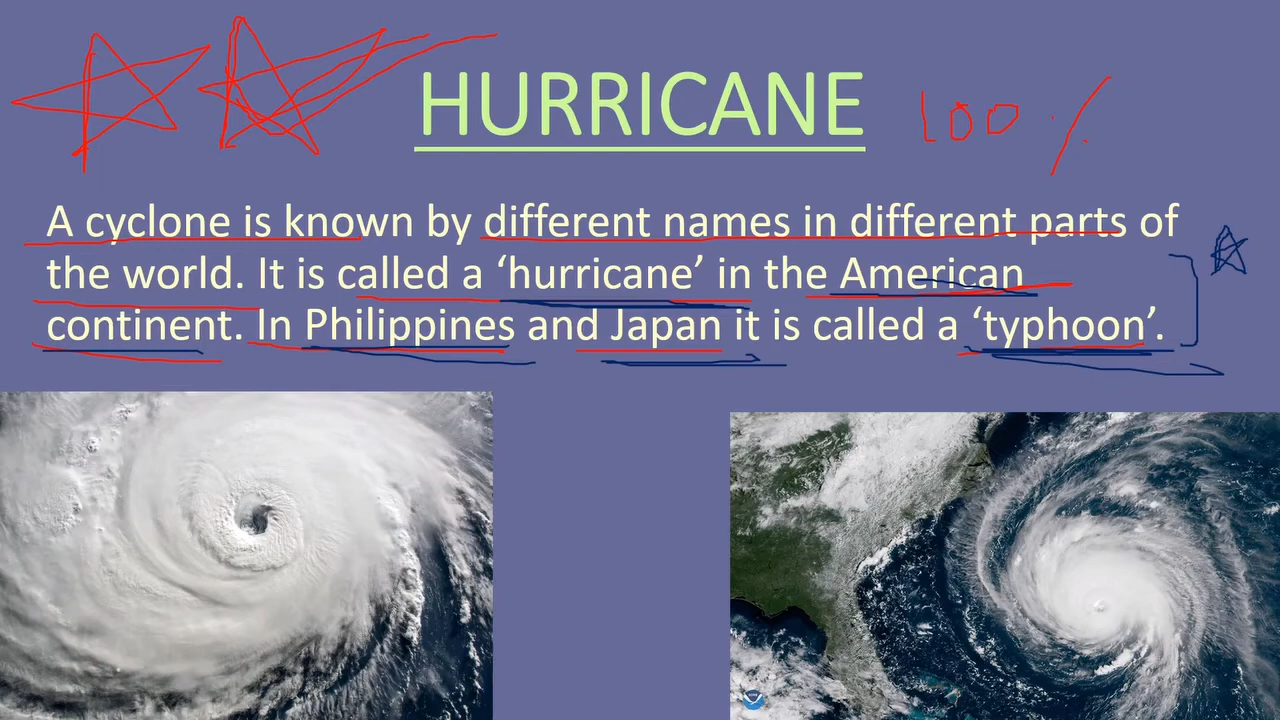 HURRICANE
100 %
A cyclone is known by different names in different parts of
the world. It is called a ‘hurricane’ in the American
continent. In Philippines and Japan it is called a ‘typhoon’.